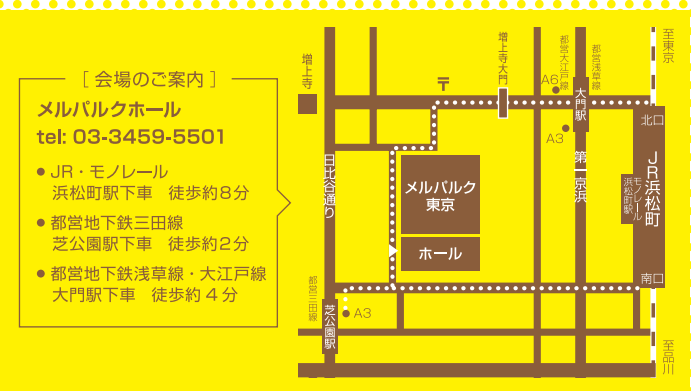 [ 会場のご案内 ]
メルパルクホール
tel: 03-3459-5501
● JR・モノレール
浜松町駅下車　徒歩約8分
● 都営地下鉄三田線
芝公園駅下車　徒歩約2分
● 都営地下鉄浅草線・大江戸線
大門駅下車　徒歩約 4 分
増上寺
〒
増上寺大門
都営大江戸線
都営浅草線
至東京
A6
大門駅
A3
北口
日比谷通り
メルパルク
東京
ホール
第一京浜
JR浜松町
モノレール
浜松町駅
南口
都営三田線
芝公園駅
A3
至品川